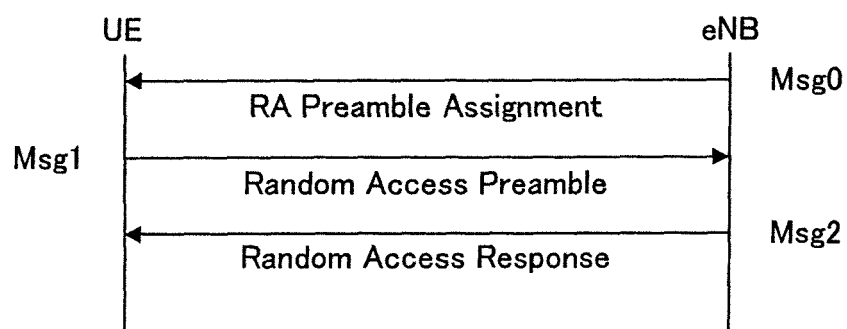 UE
eNB
Msg0
RA Preamble Assignment
Msg1
Random Access Preamble
Msg2
Random Access Response